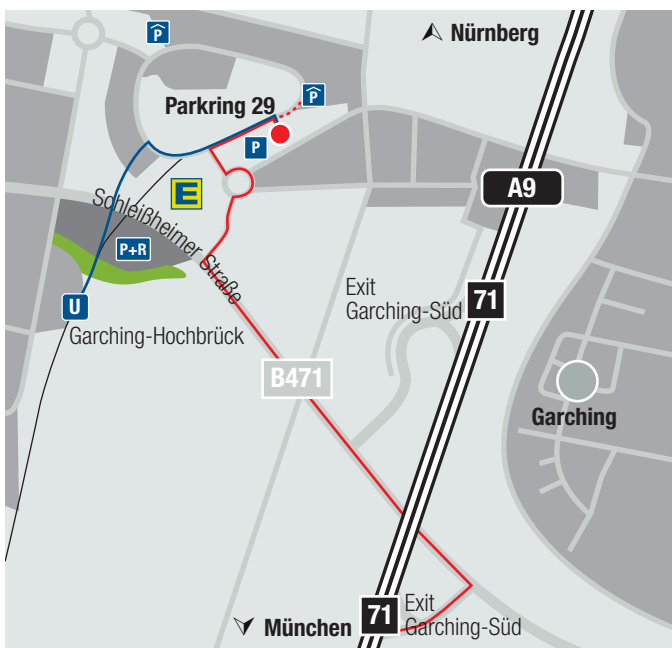 Nürnberg
P
P
Parkring 29
P
A9
E
Schleißheimer Straße
P+R
Exit
Garching-Süd
71
U
Garching-Hochbrück
B471
Garching
München
71
Exit
Garching-Süd